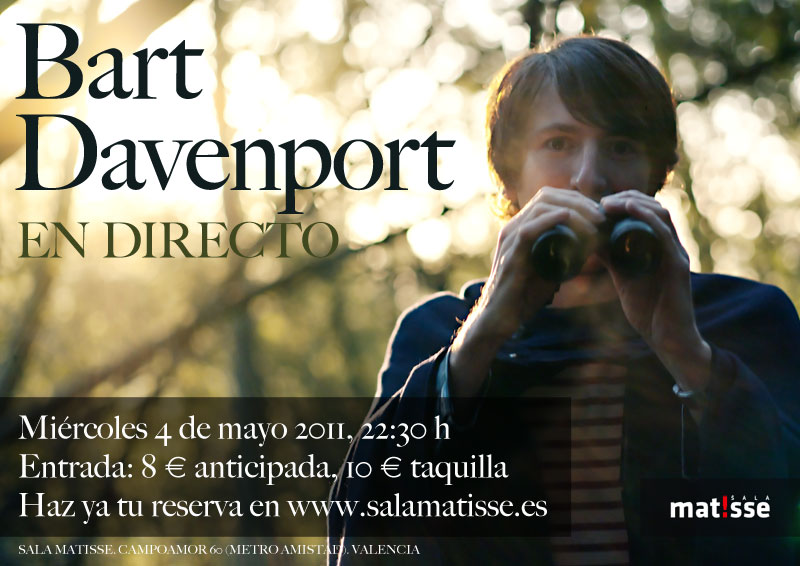 Bart
Davenport
EN DIRECTO
Miércoles 4 de mayo 2011, 22:30 h
Entrada: 8 € anticipada, 10 € taquilla
Haz ya tu reserva en www.salamatisse.es
SALA
mat!sse
SALA MATISSE. CAMPOAMOR 60 (METRO AMISTAT). VALENCIA